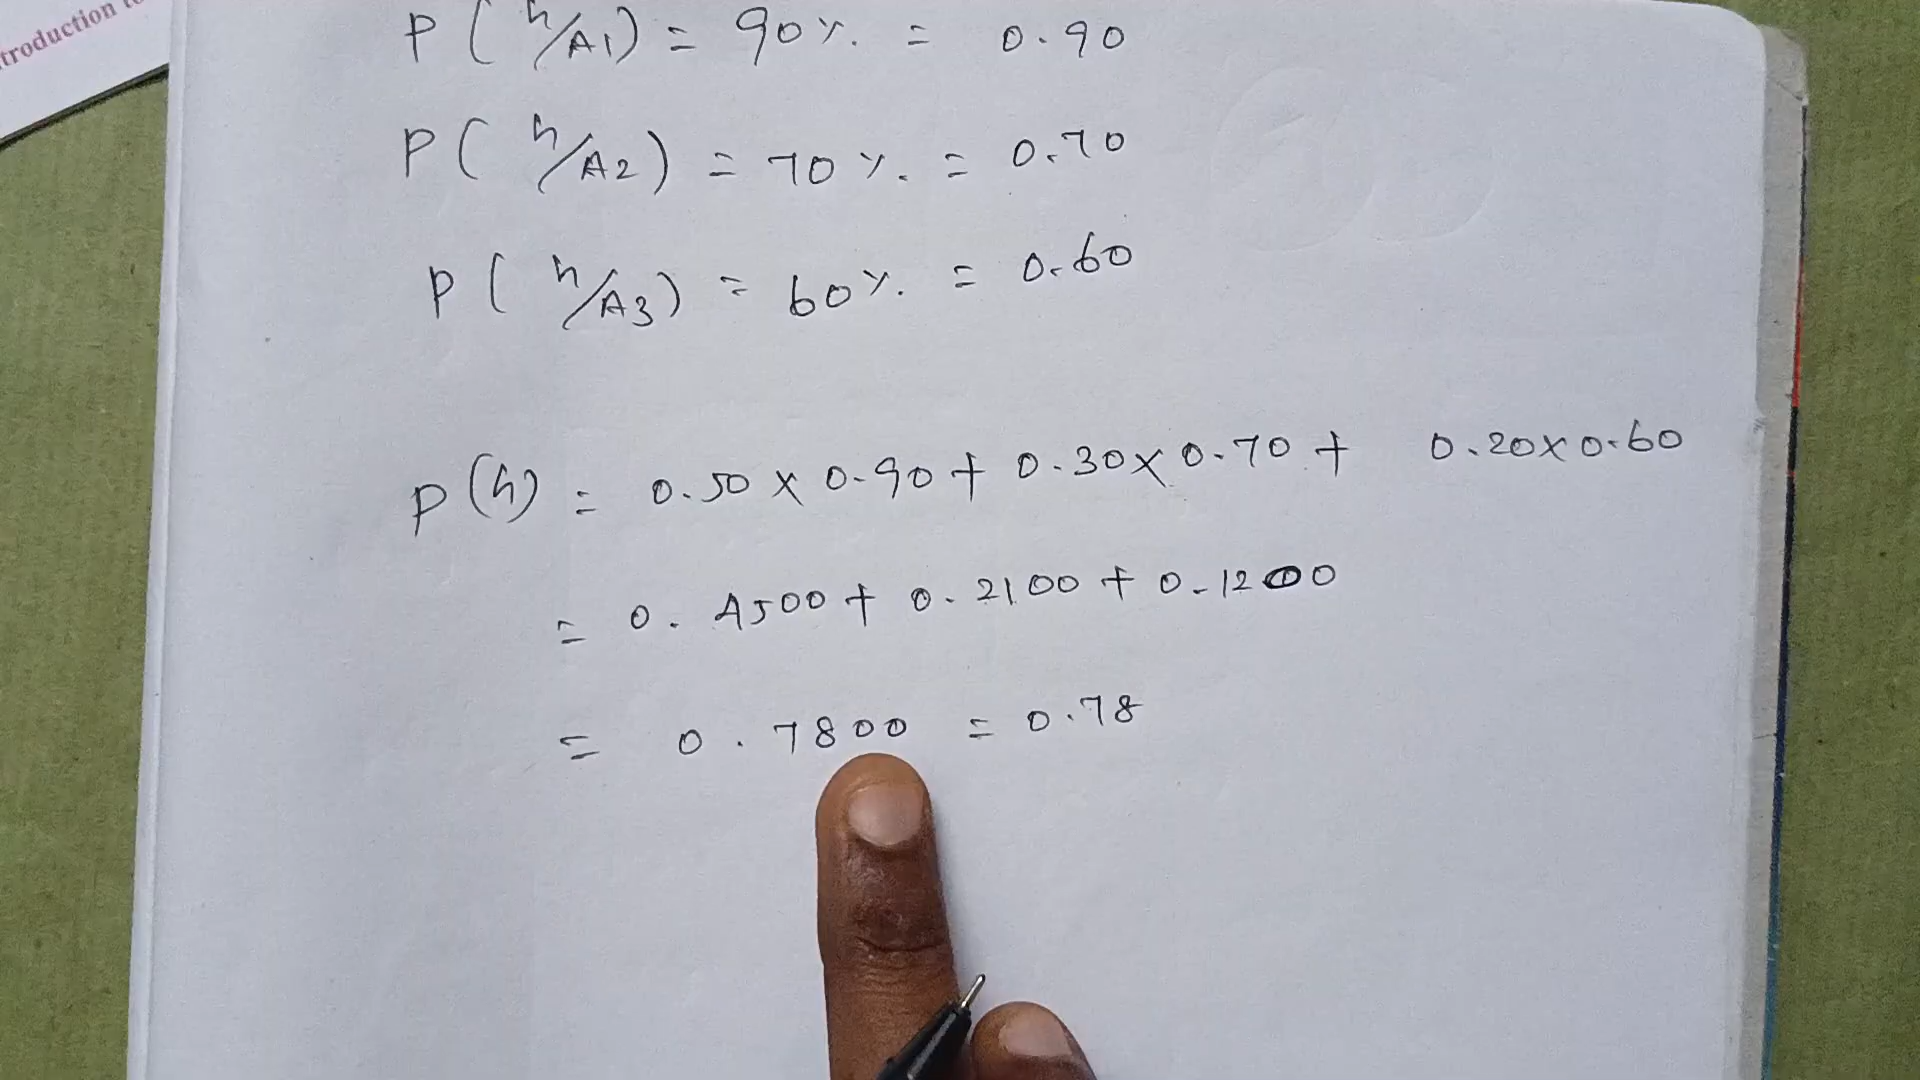 troduction to
P(h/A1) = 90%. = 0.90
P(h/A2) = 70%. = 0.70
P(h/A3) = 60%. = 0.60
P(h) = 0.50 x 0.90 + 0.30 x 0.70 + 0.20 x 0.60
= 0.4500 + 0.2100 + 0.1200
= 0.7800 = 0.78